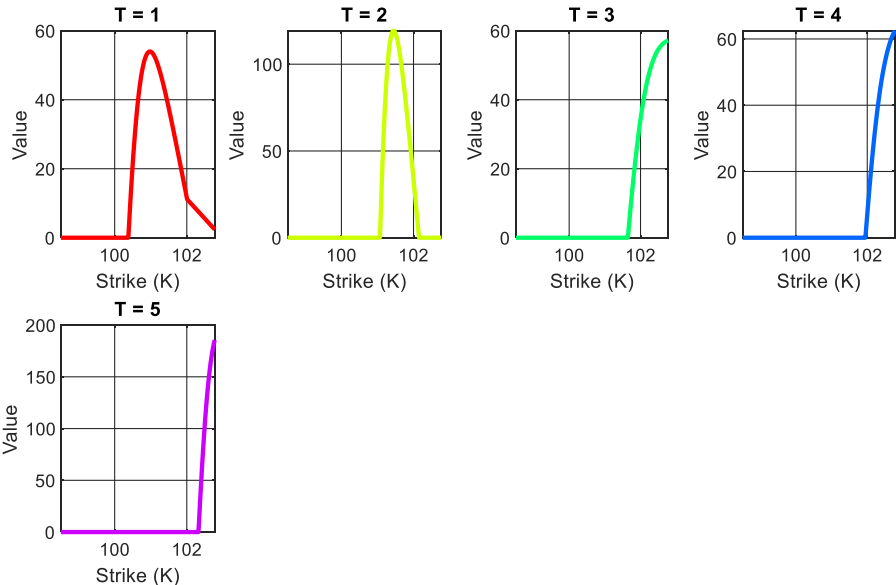 T = 1
60
40
20
0
Value
100
102
Strike (K)
T = 2
100
50
0
Value
100
102
Strike (K)
T = 3
60
40
20
0
Value
100
102
Strike (K)
T = 4
60
40
20
0
Value
100
102
Strike (K)
T = 5
200
150
100
50
0
Value
100
102
Strike (K)